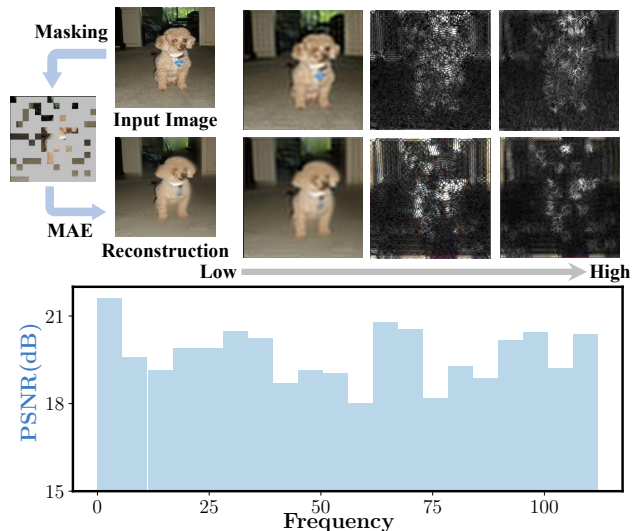 Masking
Input Image
MAE
Reconstruction
Low
High
PSNR(dB)
21
18
15
0
25
50
75
100
Frequency